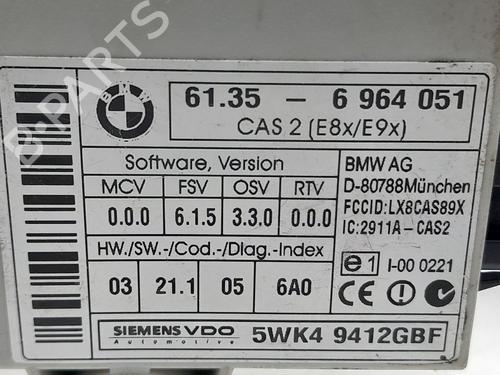 BMW
61.35 - 6 964 051
CAS 2 (E8x/E9x)
Software, Version
MCV FSV OSV RTV
0.0.0 6.1.5 3.3.0 0.0.0
HW./SW.-/Cod.-/Diag.-Index
03 21.1 05 6A0
BMW AG
D-80788München
FCCID:LX8CAS89X
IC:2911A-CAS2
e1 I-00 0221
CE
SIEMENS VDO
Automotive
5WK4 9412GBF
B-PARTS